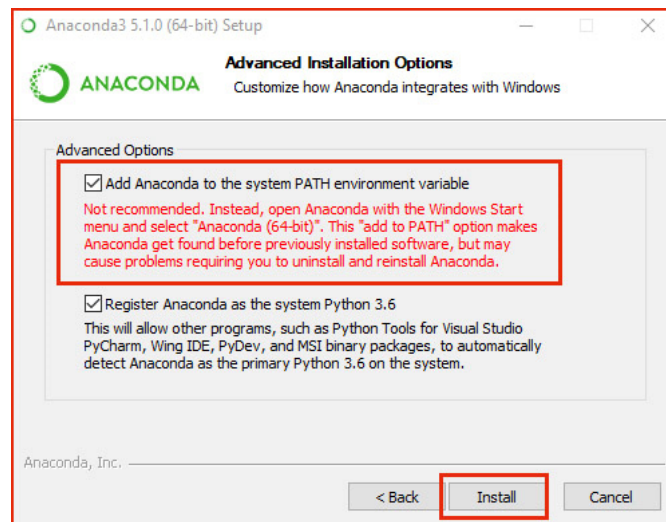 Anaconda3 5.1.0 (64-bit) Setup
ANACONDA
Advanced Installation Options
Customize how Anaconda integrates with Windows
Advanced Options
Add Anaconda to the system PATH environment variable
Not recommended. Instead, open Anaconda with the Windows Start
menu and select "Anaconda (64-bit)". This "add to PATH" option makes
Anaconda get found before previously installed software, but may
cause problems requiring you to uninstall and reinstall Anaconda.
Register Anaconda as the system Python 3.6
This will allow other programs, such as Python Tools for Visual Studio
PyCharm, Wing IDE, PyDev, and MSI binary packages, to automatically
detect Anaconda as the primary Python 3.6 on the system.
Anaconda, Inc.
< Back Install Cancel